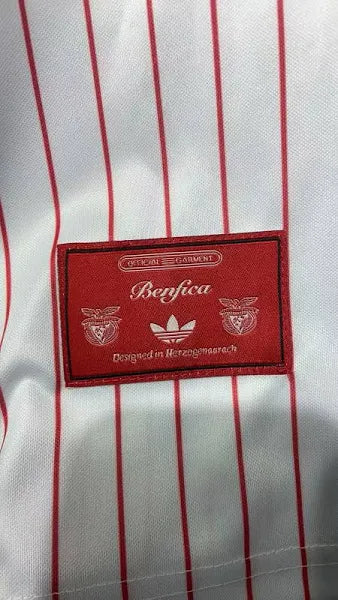 OFFICIAL GARMENT
Benfica
Designed in Herzogenaurach